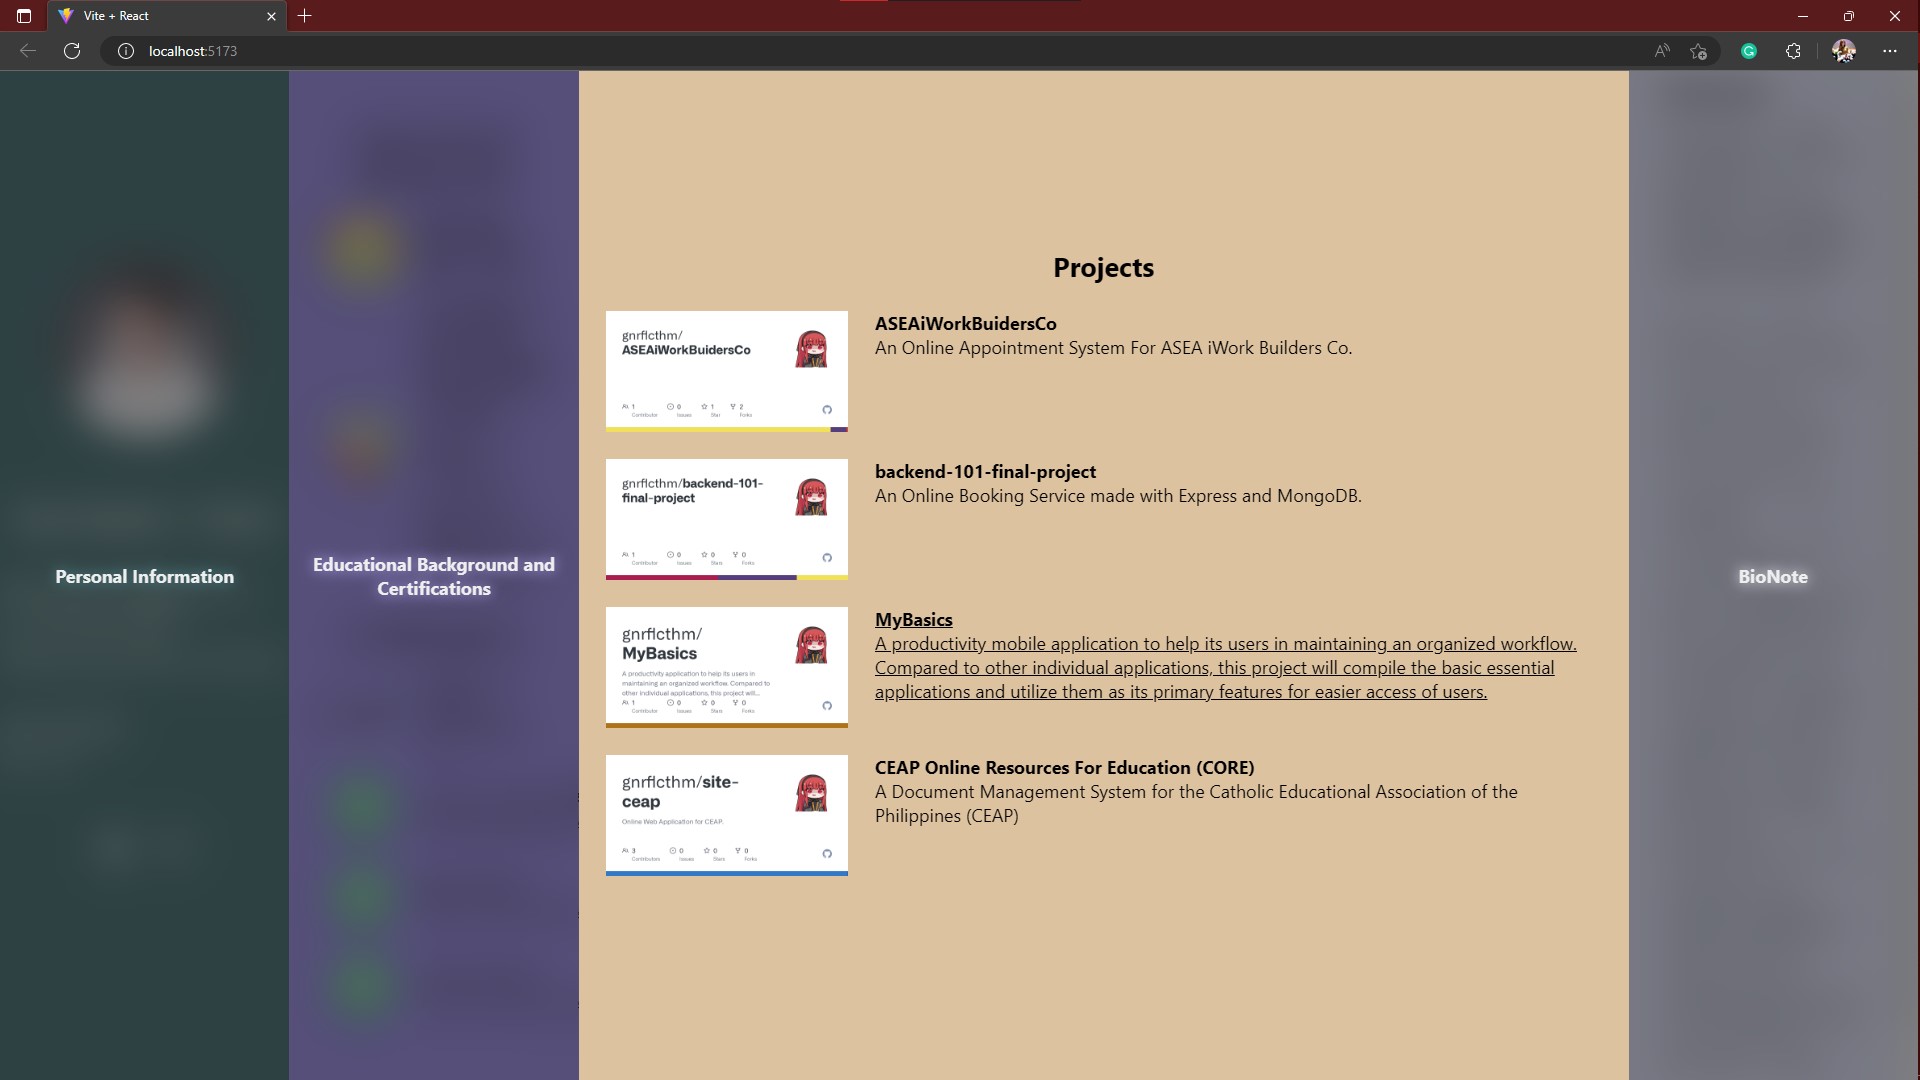 Vite + React
localhost:5173
Personal Information
Educational Background and
Certifications
Projects
gnrflcthm/
ASEAiWorkBuidersCo
1
Contributor
0
Issues
1
Star
2
Forks
ASEAiWorkBuidersCo
An Online Appointment System For ASEA iWork Builders Co.
gnrflcthm/backend-101-
final-project
1
Contributor
0
Issues
0
Stars
0
Forks
backend-101-final-project
An Online Booking Service made with Express and MongoDB.
gnrflcthm/
MyBasics
A productivity application to help its users in
maintaining an organized workflow. Compared to
other individual applications, this project will...
1
Contributor
0
Issues
0
Stars
0
Forks
MyBasics
A productivity mobile application to help its users in maintaining an organized workflow.
Compared to other individual applications, this project will compile the basic essential
applications and utilize them as its primary features for easier access of users.
gnrflcthm/site-
ceap
Online Web Application for CEAP.
3
Contributors
0
Issues
0
Stars
0
Forks
CEAP Online Resources For Education (CORE)
A Document Management System for the Catholic Educational Association of the
Philippines (CEAP)
BioNote